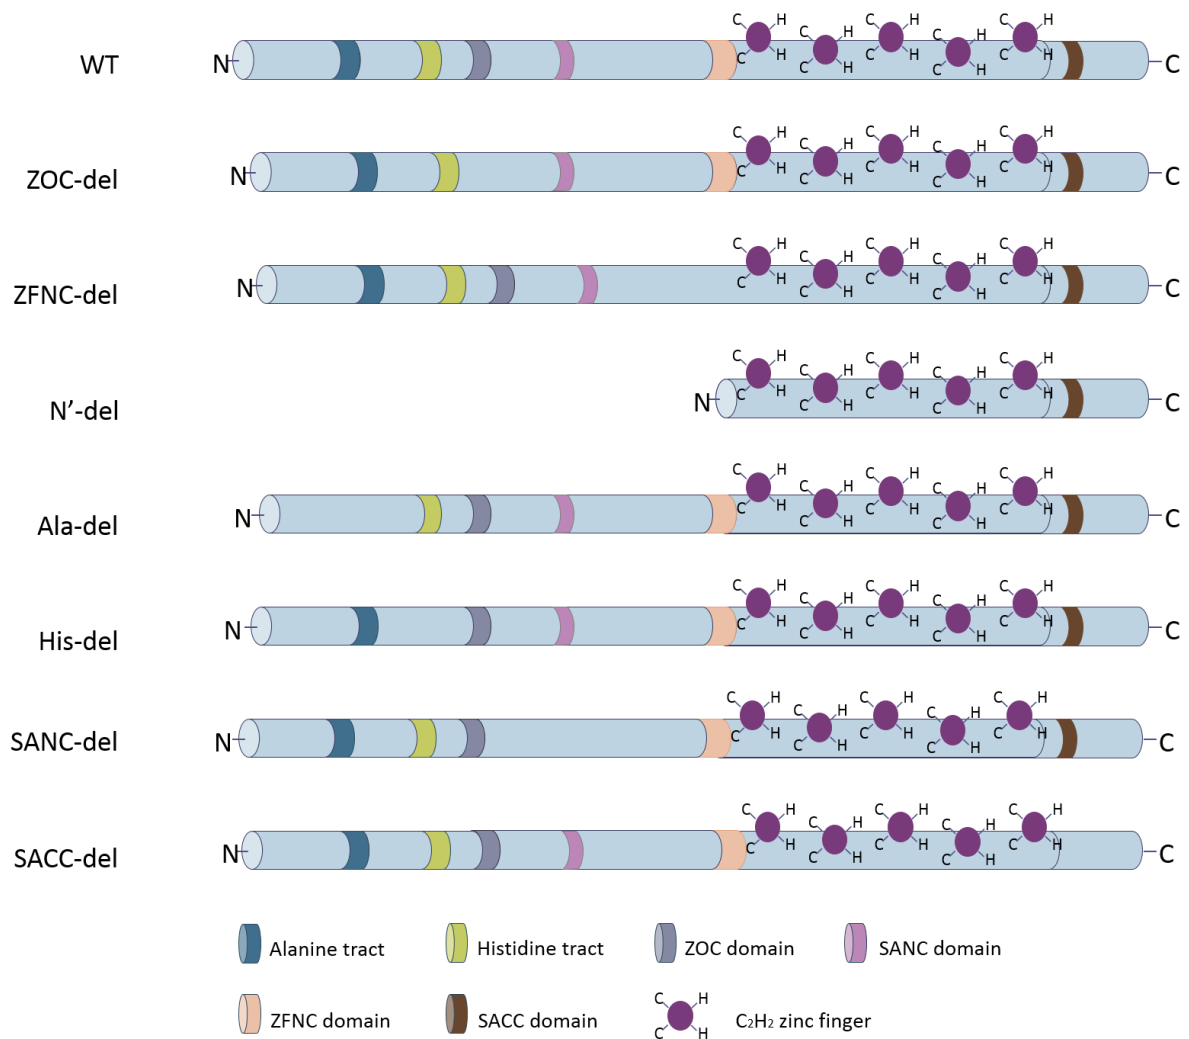 WT N C H C H C H C H C H C H C H C H C H C H C
ZOC-del N C H C H C H C H C H C H C H C H C H C H C
ZFNC-del N C H C H C H C H C H C H C H C H C H C H C
N’-del N C H C H C H C H C H C H C H C H C H C H C
Ala-del N C H C H C H C H C H C H C H C H C H C H C
His-del N C H C H C H C H C H C H C H C H C H C H C
SANC-del N C H C H C H C H C H C H C H C H C H C H C
SACC-del N C H C H C H C H C H C H C H C H C H C H C
Alanine tract Histidine tract ZOC domain SANC domain
ZFNC domain SACC domain C H C H C₂H₂ zinc finger